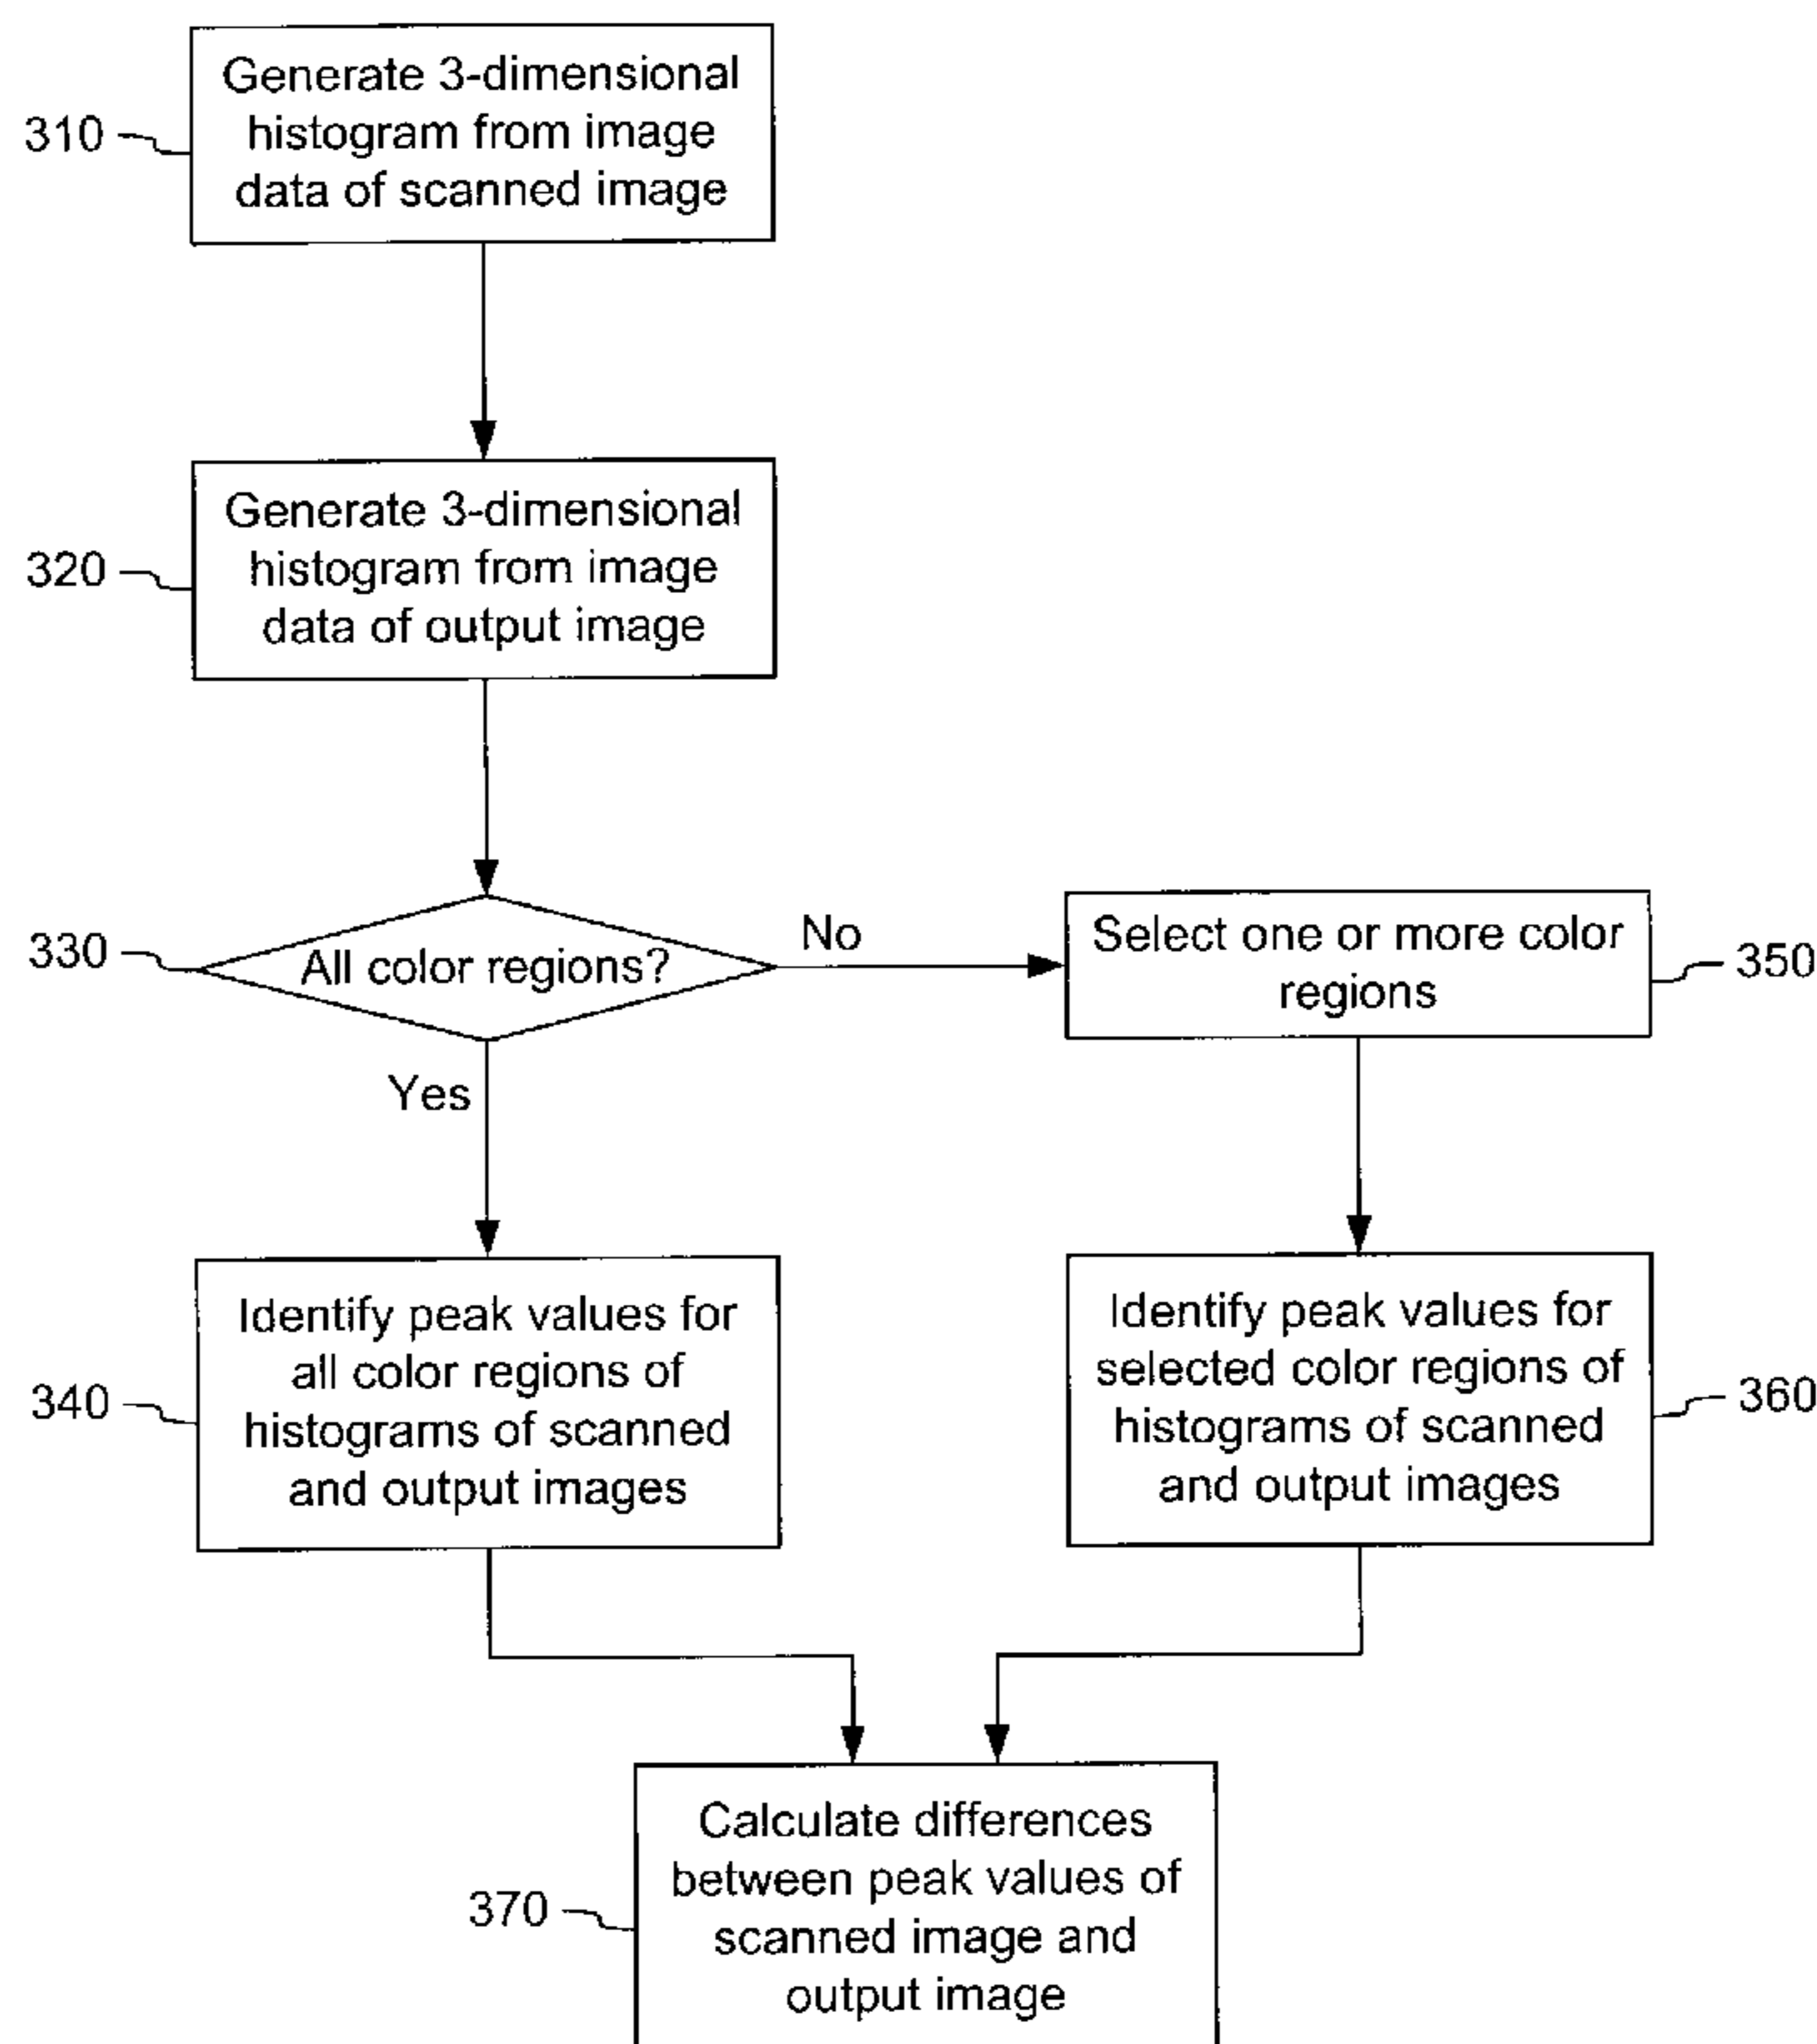 Generate 3-dimensional
histogram from image
data of scanned image
310
Generate 3-dimensional
histogram from image
data of output image
320
330
All color regions?
No
Select one or more color
regions
350
Yes
Identify peak values for
all color regions of
histograms of scanned
and output images
340
Identify peak values for
selected color regions of
histograms of scanned
and output images
360
Calculate differences
between peak values of
scanned image and
output image
370